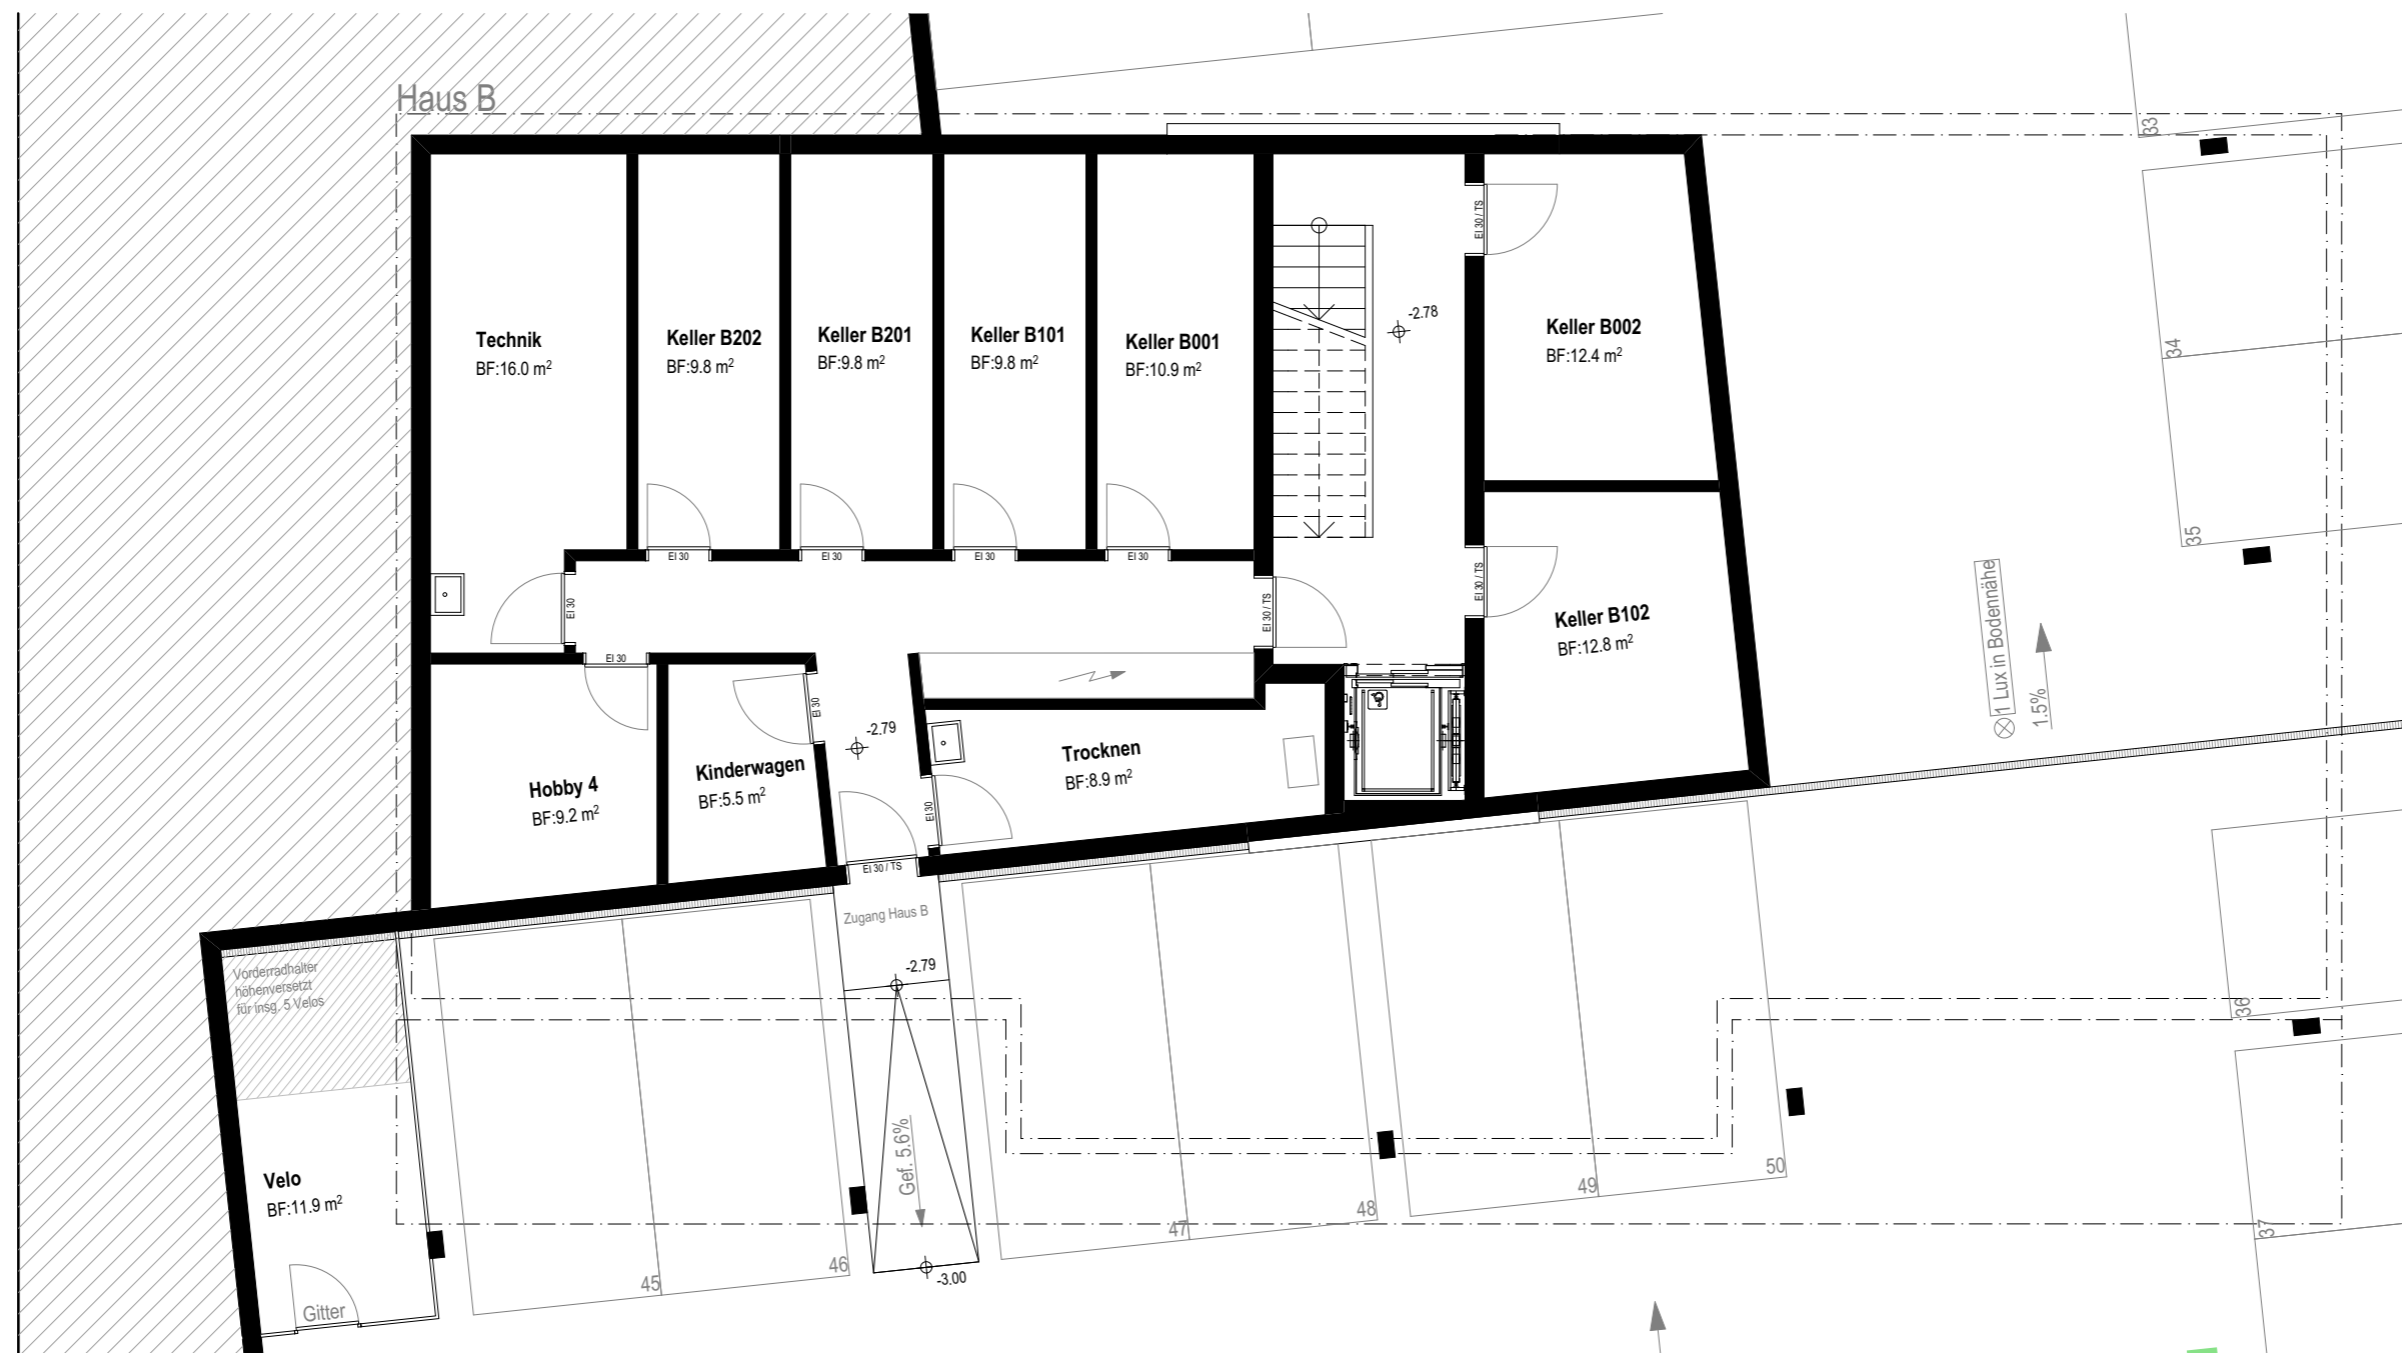 Haus B
33
Technik
BF:16.0 m²
Keller B202
BF:9.8 m²
Keller B201
BF:9.8 m²
Keller B101
BF:9.8 m²
Keller B001
BF:10.9 m²
EI 30 / TS
-2.78
Keller B002
BF:12.4 m²
34
35
EI 30
EI 30
EI 30
EI 30
EI 30
EI 30 / TS
EI 30 / TS
Keller B102
BF:12.8 m²
1 Lux in Bodennähe
1.5%
EI 30
EI 30
-2.79
Hobby 4
BF:9.2 m²
Kinderwagen
BF:5.5 m²
Trocknen
BF:8.9 m²
EI30
EI 30 / TS
Zugang Haus B
-2.79
Vorderradhalter
höhenversetzt
für insg. 5 Velos
36
Gef. 5.6%
Velo
BF:11.9 m²
45
46
47
48
49
50
37
-3.00
Gitter